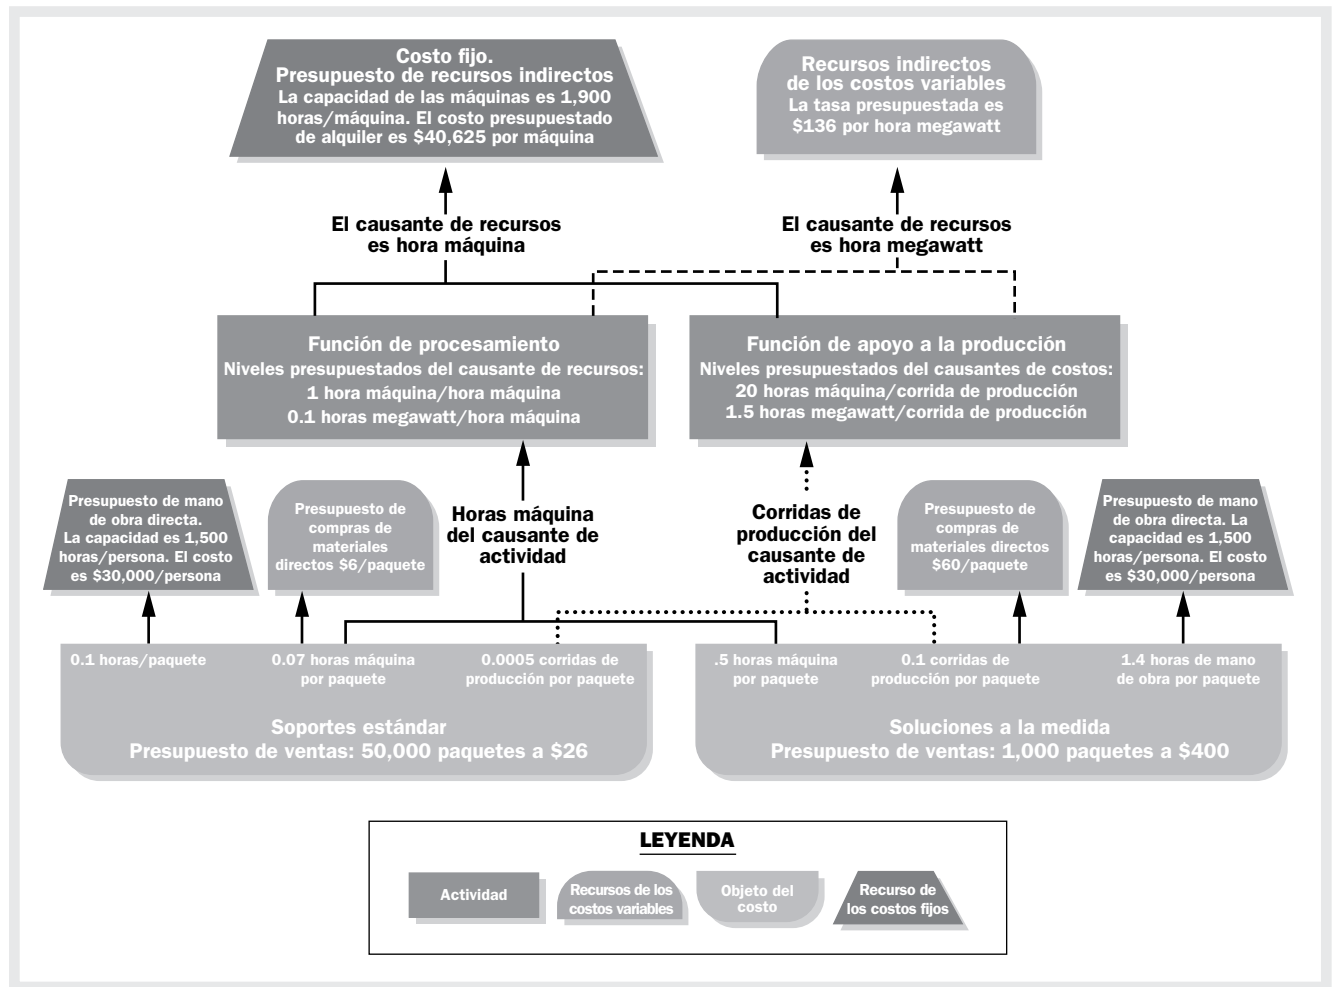 Costo fijo.
Presupuesto de recursos indirectos
La capacidad de las máquinas es 1,900
horas/máquina. El costo presupuestado
de alquiler es $40,625 por máquina
Recursos indirectos
de los costos variables
La tasa presupuestada es
$136 por hora megawatt
El causante de recursos
es hora máquina
El causante de recursos
es hora megawatt
Función de procesamiento
Niveles presupuestados del causante de recursos:
1 hora máquina/hora máquina
0.1 horas megawatt/hora máquina
Función de apoyo a la producción
Niveles presupuestados del causantes de costos:
20 horas máquina/corrida de producción
1.5 horas megawatt/corrida de producción
Presupuesto de mano
de obra directa.
La capacidad es 1,500
horas/persona. El costo
es $30,000/persona
Presupuesto de
compras de
materiales
directos $6/paquete
Horas máquina
del causante de
actividad
Corridas de
producción del
causante de
actividad
Presupuesto de
compras de
materiales directos
$60/paquete
Presupuesto de mano
de obra directa. La
capacidad es 1,500
horas/persona. El costo
es $30,000/persona
0.1 horas/paquete
0.07 horas máquina
por paquete
0.0005 corridas de
producción por paquete
Soportes estándar
Presupuesto de ventas: 50,000 paquetes a $26
.5 horas máquina
por paquete
0.1 corridas de
producción por paquete
1.4 horas de mano
de obra por paquete
Soluciones a la medida
Presupuesto de ventas: 1,000 paquetes a $400
LEYENDA
Actividad
Recursos de los
costos variables
Objeto del
costo
Recurso de
los costos fijos